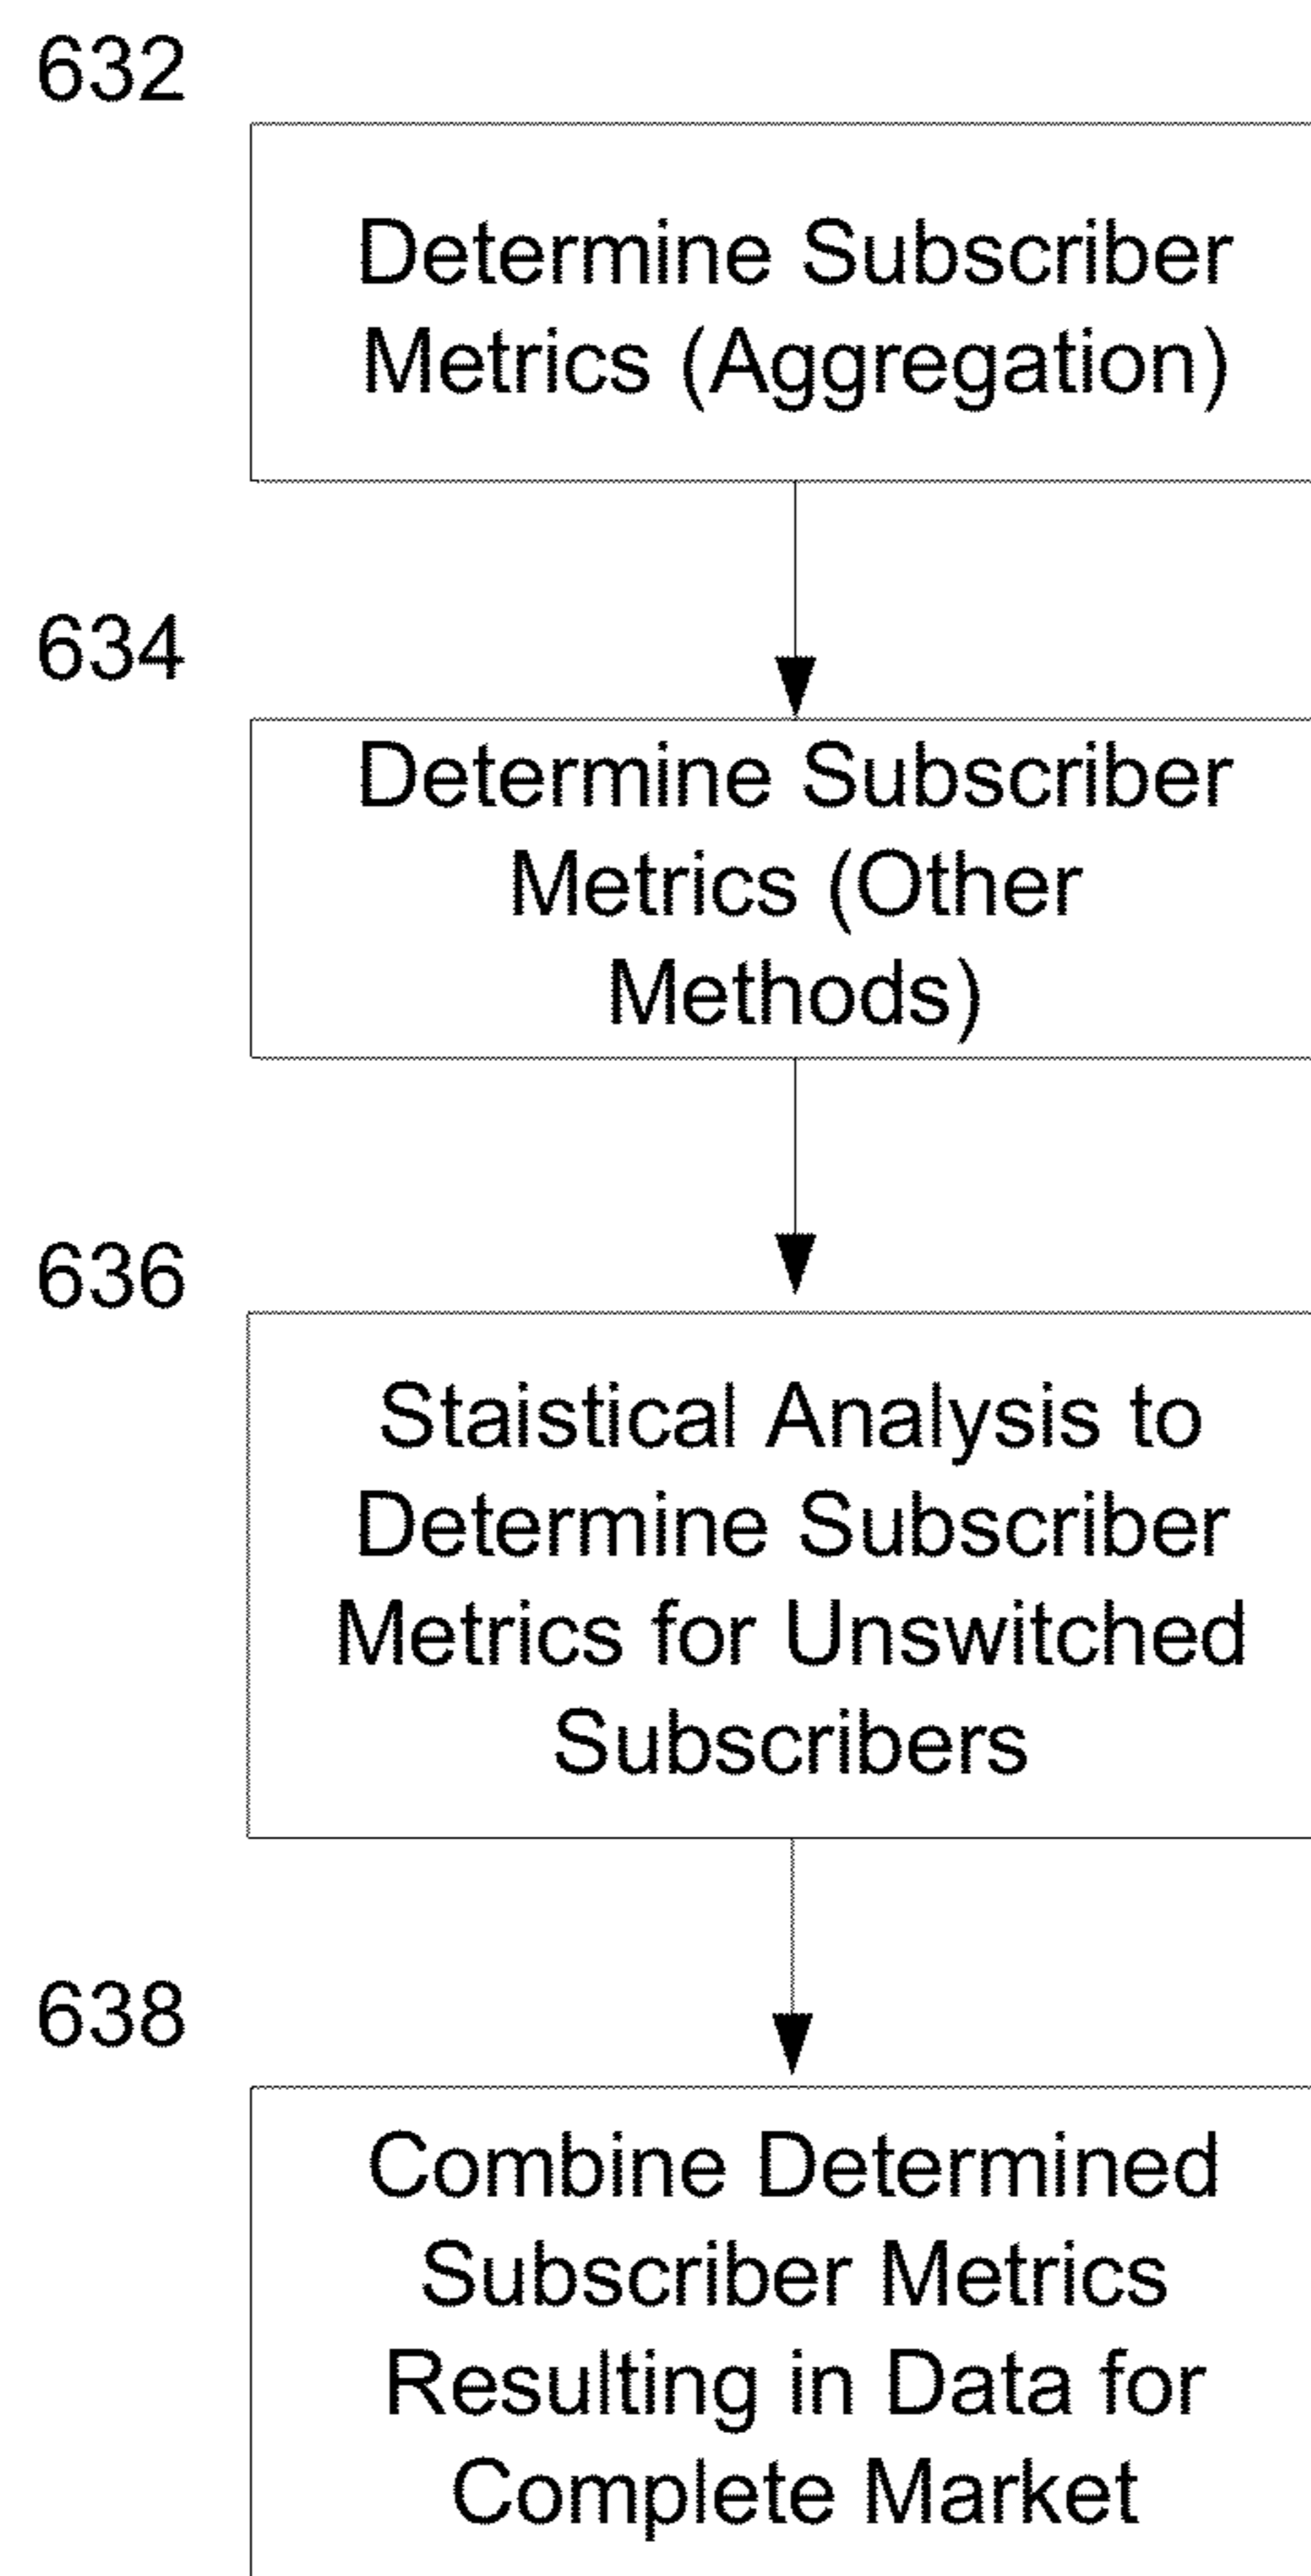 632
Determine Subscriber
Metrics (Aggregation)
634
Determine Subscriber
Metrics (Other
Methods)
636
Staistical Analysis to
Determine Subscriber
Metrics for Unswitched
Subscribers
638
Combine Determined
Subscriber Metrics
Resulting in Data for
Complete Market